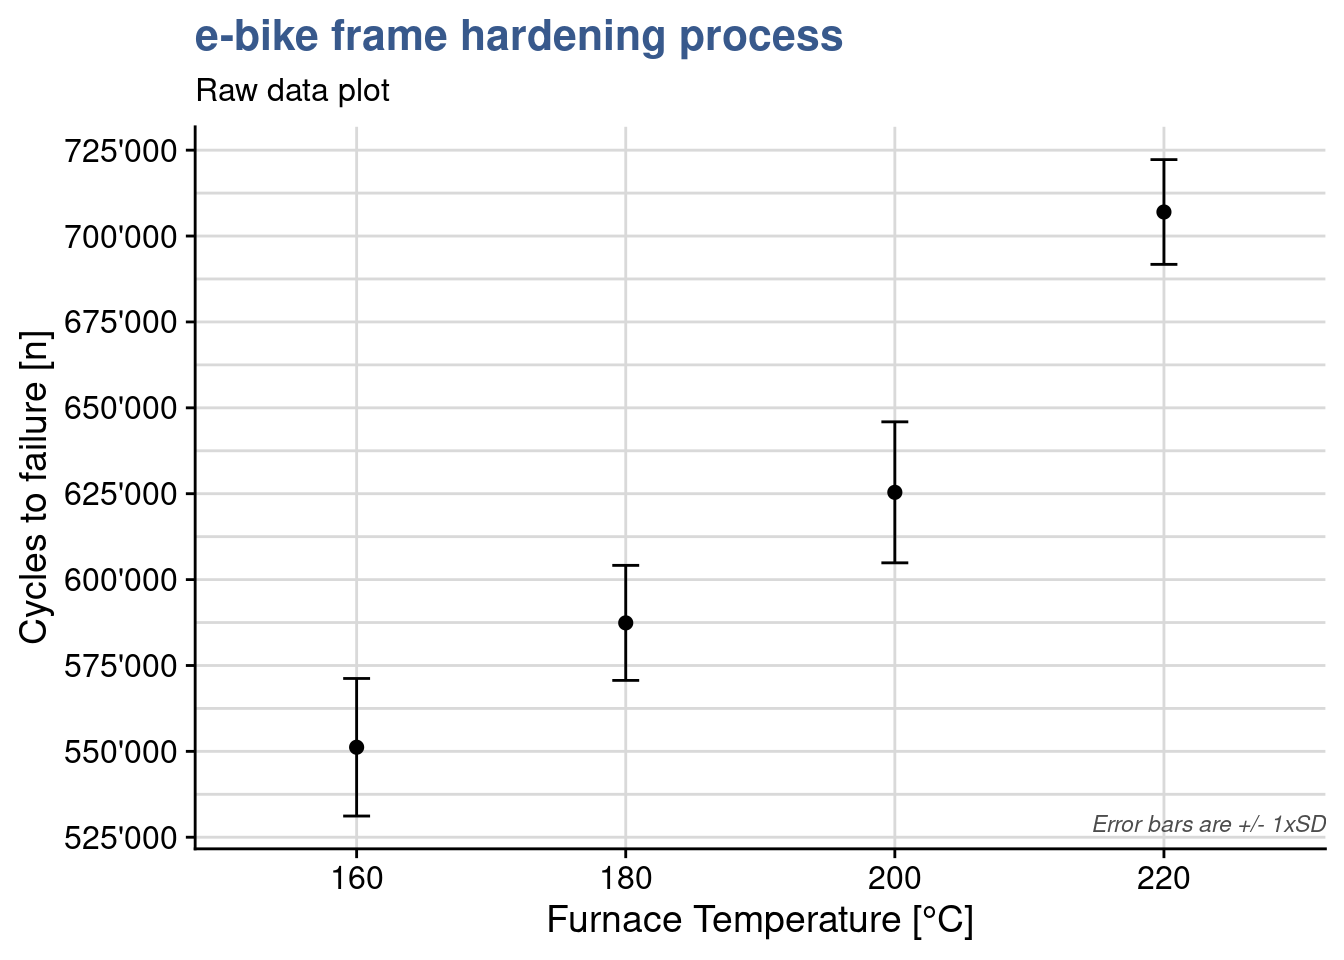 e-bike frame hardening process
Raw data plot
Cycles to failure [n]
725'000
700'000
675'000
650'000
625'000
600'000
575'000
550'000
525'000
Error bars are +/- 1xSD
160 180 200 220
Furnace Temperature [°C]